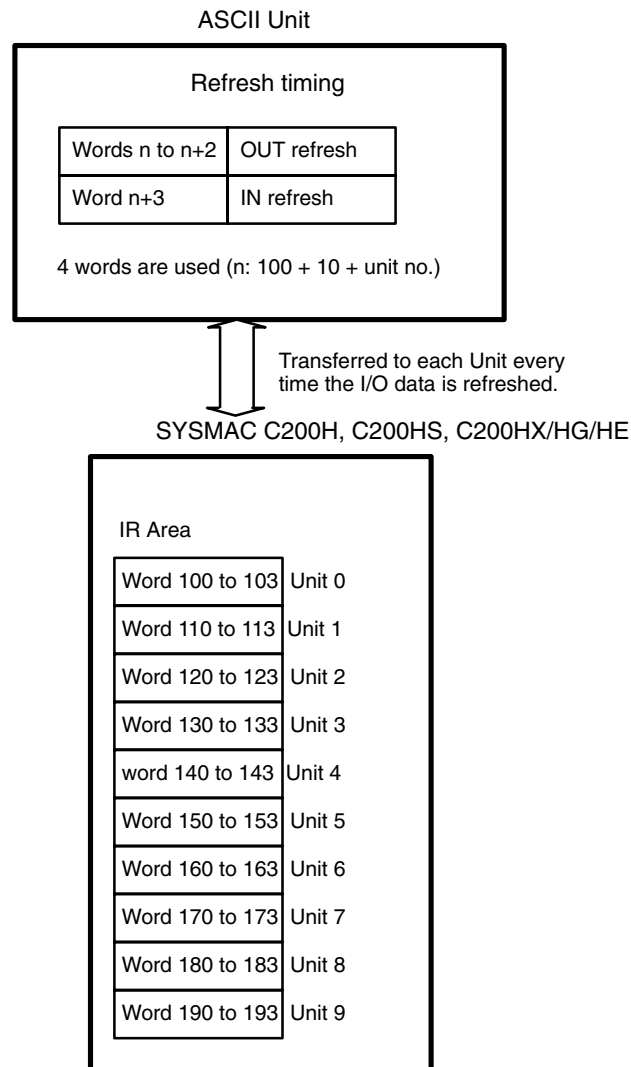 ASCII Unit
Refresh timing
Words n to n+2 OUT refresh
Word n+3 IN refresh
4 words are used (n: 100 + 10 + unit no.)
Transferred to each Unit every
time the I/O data is refreshed.
SYSMAC C200H, C200HS, C200HX/HG/HE
IR Area
Word 100 to 103 Unit 0
Word 110 to 113 Unit 1
Word 120 to 123 Unit 2
Word 130 to 133 Unit 3
word 140 to 143 Unit 4
Word 150 to 153 Unit 5
Word 160 to 163 Unit 6
Word 170 to 173 Unit 7
Word 180 to 183 Unit 8
Word 190 to 193 Unit 9